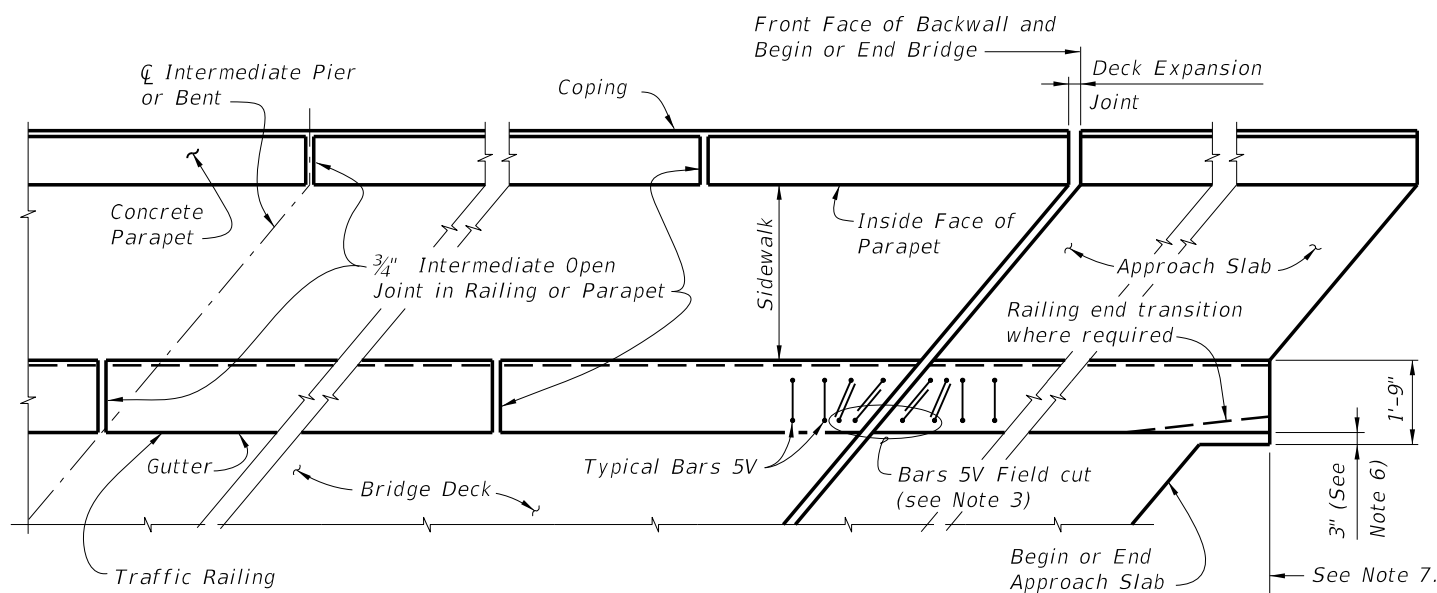 Front Face of Backwall and
Begin or End Bridge
℄ Intermediate Pier
or Bent
Coping
Deck Expansion
Joint
Concrete
Parapet
Sidewalk
Inside Face of
Parapet
¾" Intermediate Open
Joint in Railing or Parapet
Approach Slab
Railing end transition
where required
1'-9"
Gutter
Typical Bars 5V
Bars 5V Field cut
(see Note 3)
Bridge Deck
3" (See
Note 6)
Traffic Railing
Begin or End
Approach Slab
See Note 7.